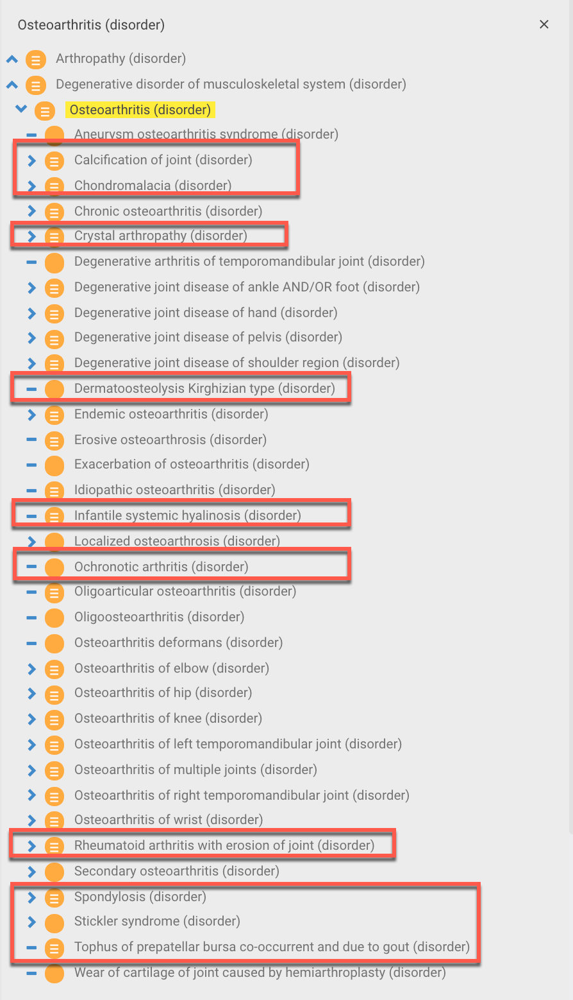 Osteoarthritis (disorder)
Arthropathy (disorder)
Degenerative disorder of musculoskeletal system (disorder)
Osteoarthritis (disorder)
Aneurysm osteoarthritis syndrome (disorder)
Calcification of joint (disorder)
Chondromalacia (disorder)
Chronic osteoarthritis (disorder)
Crystal arthropathy (disorder)
Degenerative arthritis of temporomandibular joint (disorder)
Degenerative joint disease of ankle AND/OR foot (disorder)
Degenerative joint disease of hand (disorder)
Degenerative joint disease of pelvis (disorder)
Degenerative joint disease of shoulder region (disorder)
Dermatoosteolysis Kirghizian type (disorder)
Endemic osteoarthritis (disorder)
Erosive osteoarthrosis (disorder)
Exacerbation of osteoarthritis (disorder)
Idiopathic osteoarthritis (disorder)
Infantile systemic hyalinosis (disorder)
Localized osteoarthrosis (disorder)
Ochronotic arthritis (disorder)
Oligoarticular osteoarthritis (disorder)
Oligoosteoarthritis (disorder)
Osteoarthritis deformans (disorder)
Osteoarthritis of elbow (disorder)
Osteoarthritis of hip (disorder)
Osteoarthritis of knee (disorder)
Osteoarthritis of left temporomandibular joint (disorder)
Osteoarthritis of multiple joints (disorder)
Osteoarthritis of right temporomandibular joint (disorder)
Osteoarthritis of wrist (disorder)
Rheumatoid arthritis with erosion of joint (disorder)
Secondary osteoarthritis (disorder)
Spondylosis (disorder)
Stickler syndrome (disorder)
Tophus of prepatellar bursa co-occurrent and due to gout (disorder)
Wear of cartilage of joint caused by hemiarthroplasty (disorder)